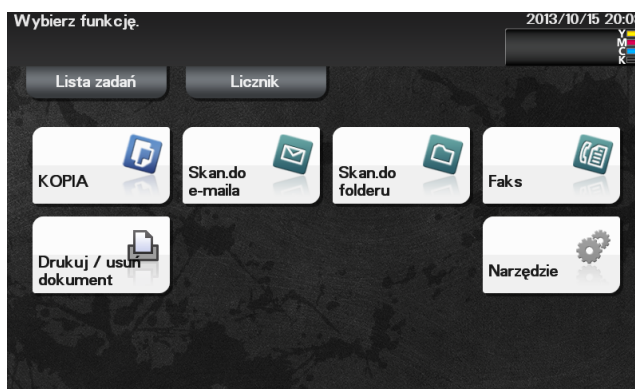 Wybierz funkcję.
2013/10/15 20:0
Y
M
C
K
Lista zadań
Licznik
KOPIA
Skan.do
e-maila
Skan.do
folderu
Faks
Drukuj / usuń
dokument
Narzędzie